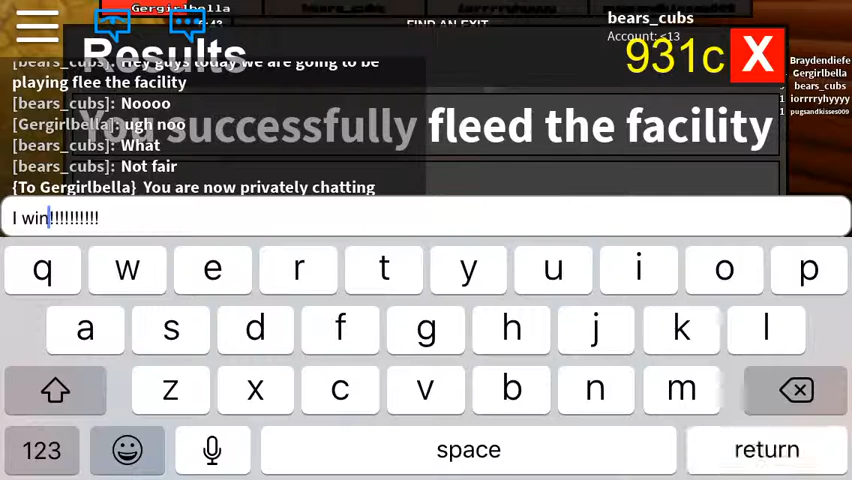 Gergirlbella
FIND AN EXIT
bears_cubs
Account: <13
Results
931c
X
[bears_cubs]: Hey guys today we are going to be
playing flee the facility
[bears_cubs]: Noooo
[Gergirlbella]: ugh noo
[bears_cubs]: What
[bears_cubs]: Not fair
{To Gergirlbella} You are now privately chatting
You successfully fleed the facility
Braydendiefe
Gergirlbella
bears_cubs
iorrrryhyyyy
pugsandkisses009
I win!!!!!!!!!!
q w e r t y u i o p
a s d f g h j k l
z x c v b n m
123 space return